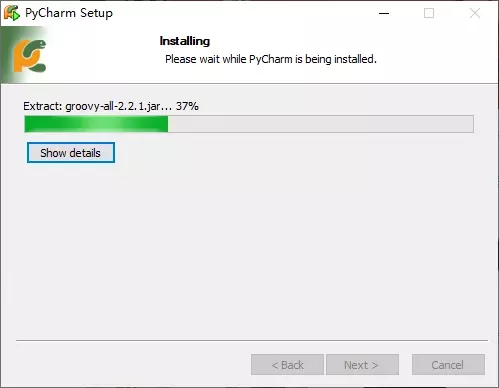 PyCharm Setup
Installing
Please wait while PyCharm is being installed.
Extract: groovy-all-2.2.1.jar... 37%
Show details
< Back
Next >
Cancel